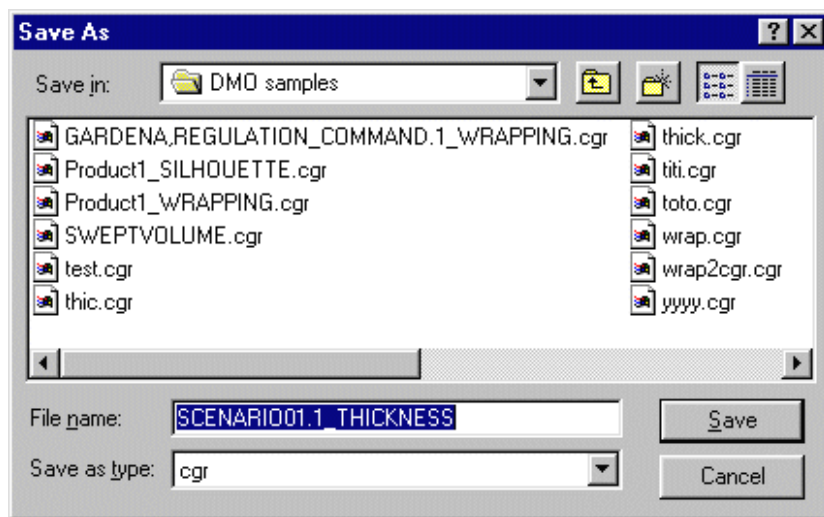 Save As
Save in: DMO samples
GARDENA,REGULATION_COMMAND.1_WRAPPING.cgr
Product1_SILHOUETTE.cgr
Product1_WRAPPING.cgr
SWEPTVOLUME.cgr
test.cgr
thic.cgr
thick.cgr
titi.cgr
toto.cgr
wrap.cgr
wrap2cgr.cgr
yyyy.cgr
File name: SCENARIO01.1_THICKNESS
Save
Save as type: cgr
Cancel